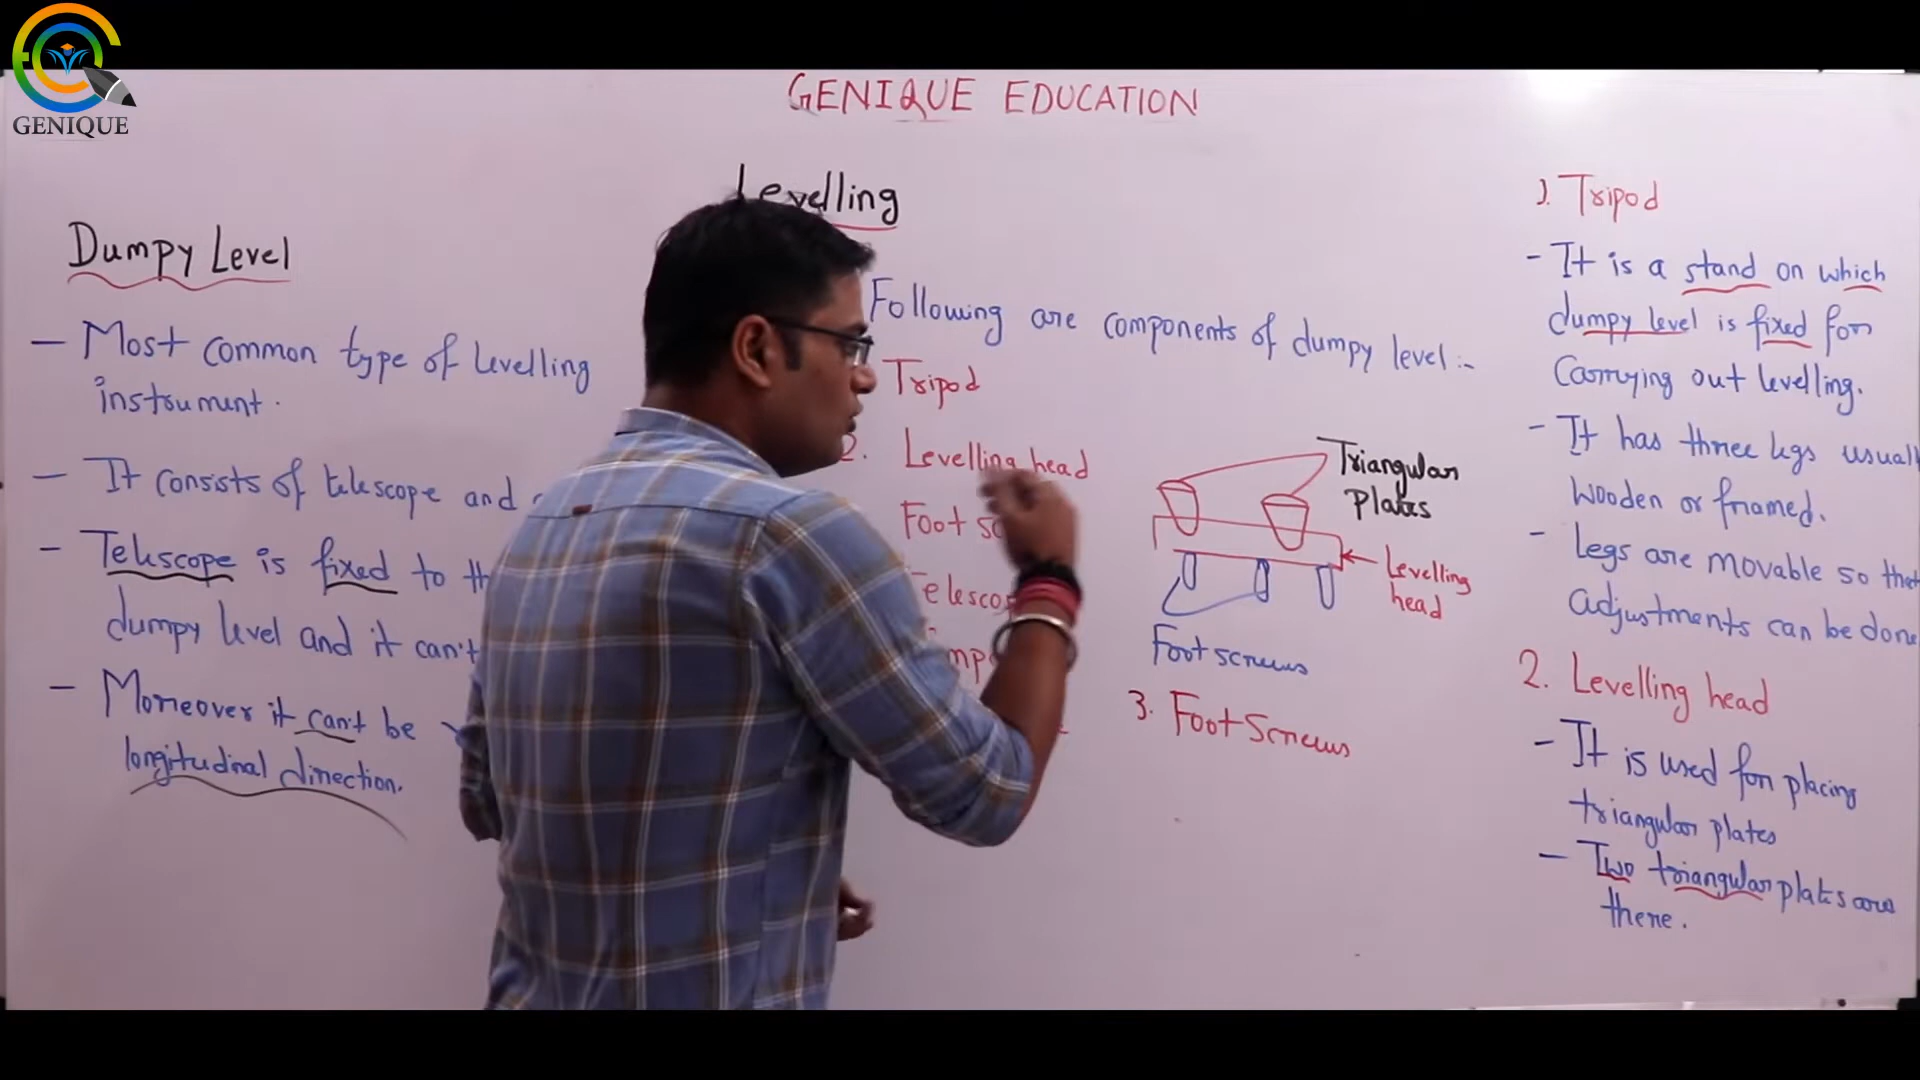 GENIQUE
GENIQUE EDUCATION
Levelling
Dumpy Level
— Most common type of levelling
instrument.
— It consists of telescope and
- Telescope is fixed to
dumpy level and it can't
- Moreover it can't be
longitudinal direction.
Following are components of dumpy level :-
Tripod
2. Levelling head
Foot
Triangular
plates
Levelling
head
Foot screws
3. Foot Screws
1. Tripod
- It is a stand on which
dumpy level is fixed for
Carrying out levelling.
- It has three legs usuall
wooden or framed.
- Legs are movable so that
adjustments can be done
2. Levelling head
- It is used for placing
triangular plates
- Two triangular plates are
there.